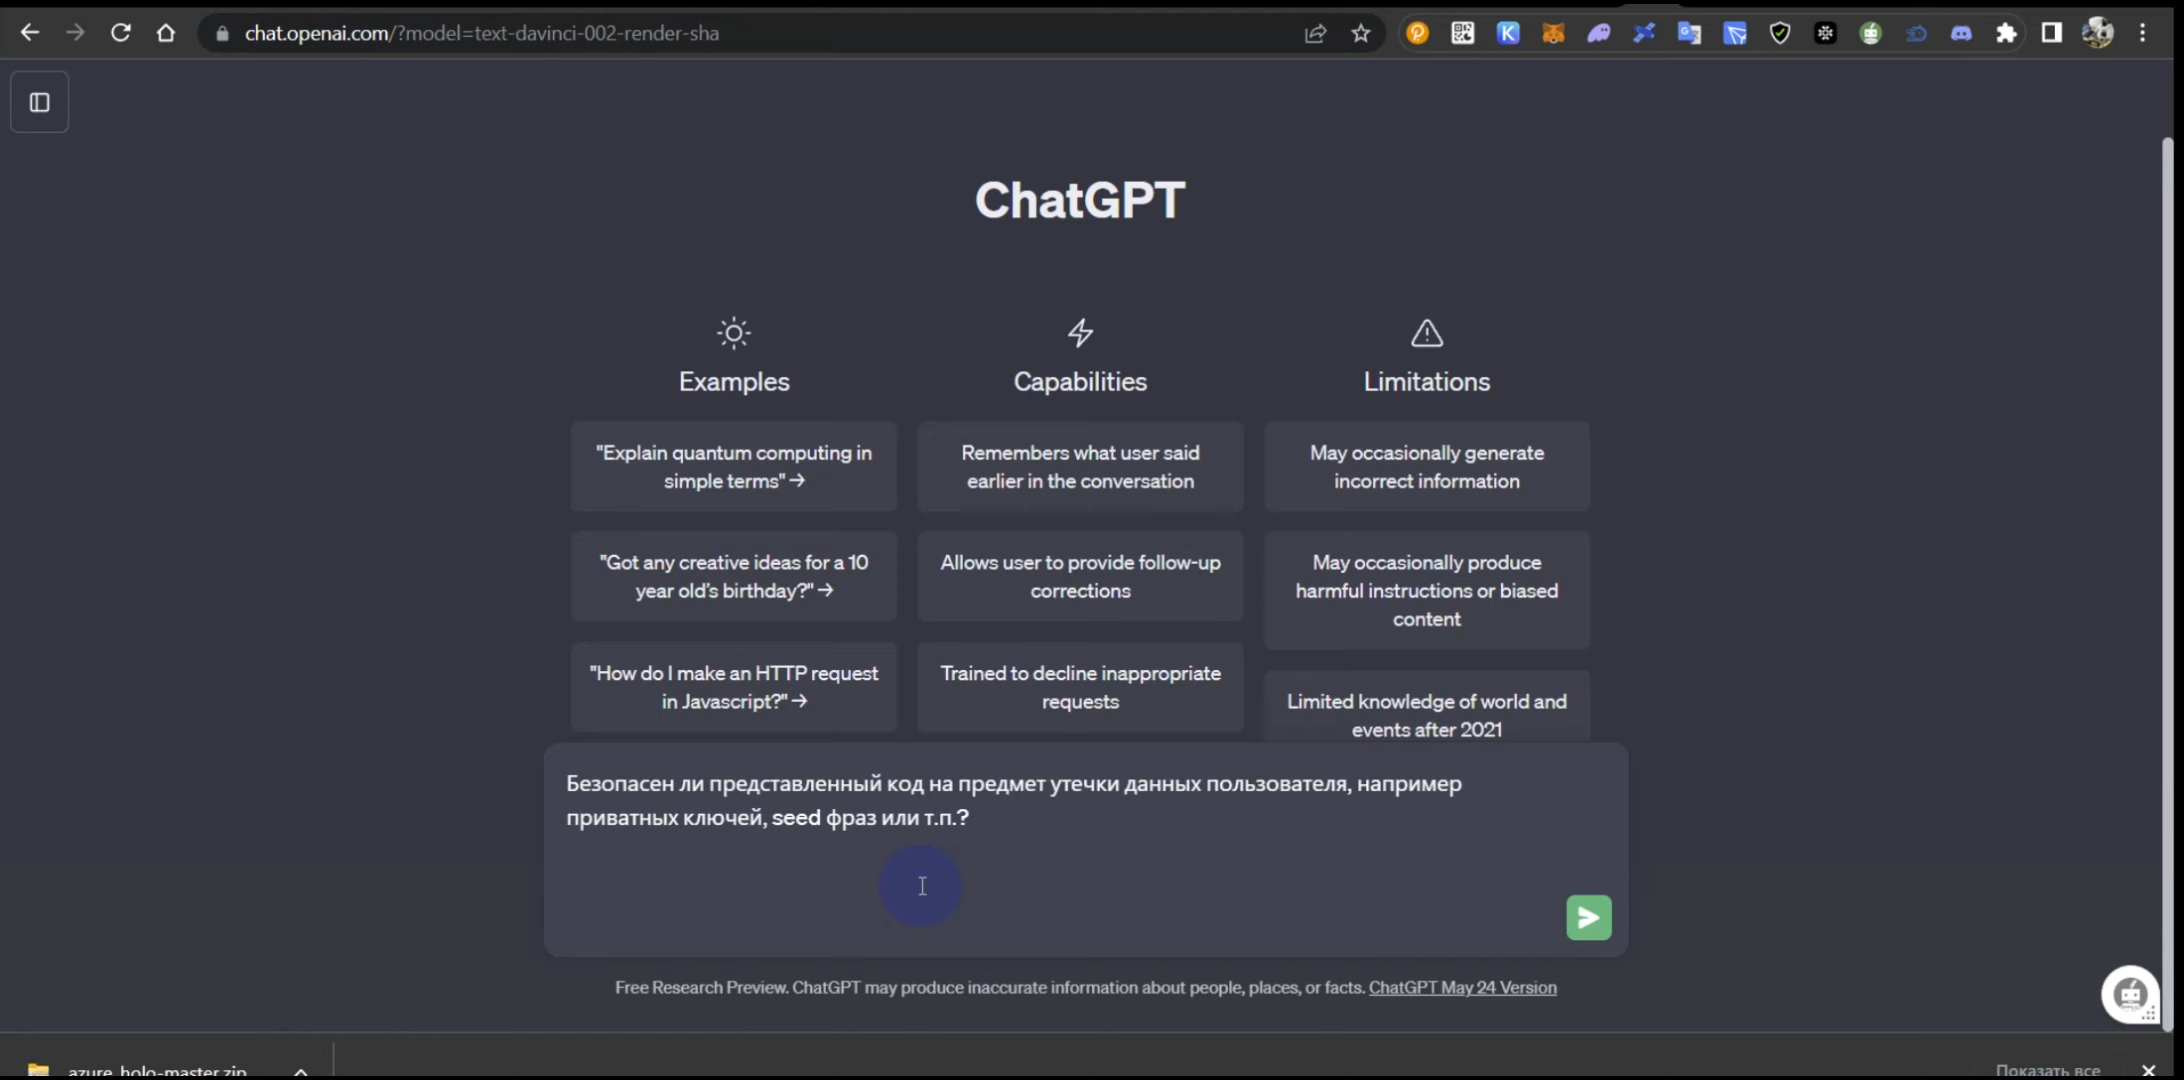 chat.openai.com/?model=text-davinci-002-render-sha
ChatGPT
Examples
Capabilities
Limitations
"Explain quantum computing in
simple terms" →
Remembers what user said
earlier in the conversation
May occasionally generate
incorrect information
"Got any creative ideas for a 10
year old's birthday?" →
Allows user to provide follow-up
corrections
May occasionally produce
harmful instructions or biased
content
"How do I make an HTTP request
in Javascript?" →
Trained to decline inappropriate
requests
Limited knowledge of world and
events after 2021
Безопасен ли представленный код на предмет утечки данных пользователя, например
приватных ключей, seed фраз или т.п.?
Free Research Preview. ChatGPT may produce inaccurate information about people, places, or facts. ChatGPT May 24 Version
azure_holo-master.zip
Показать все